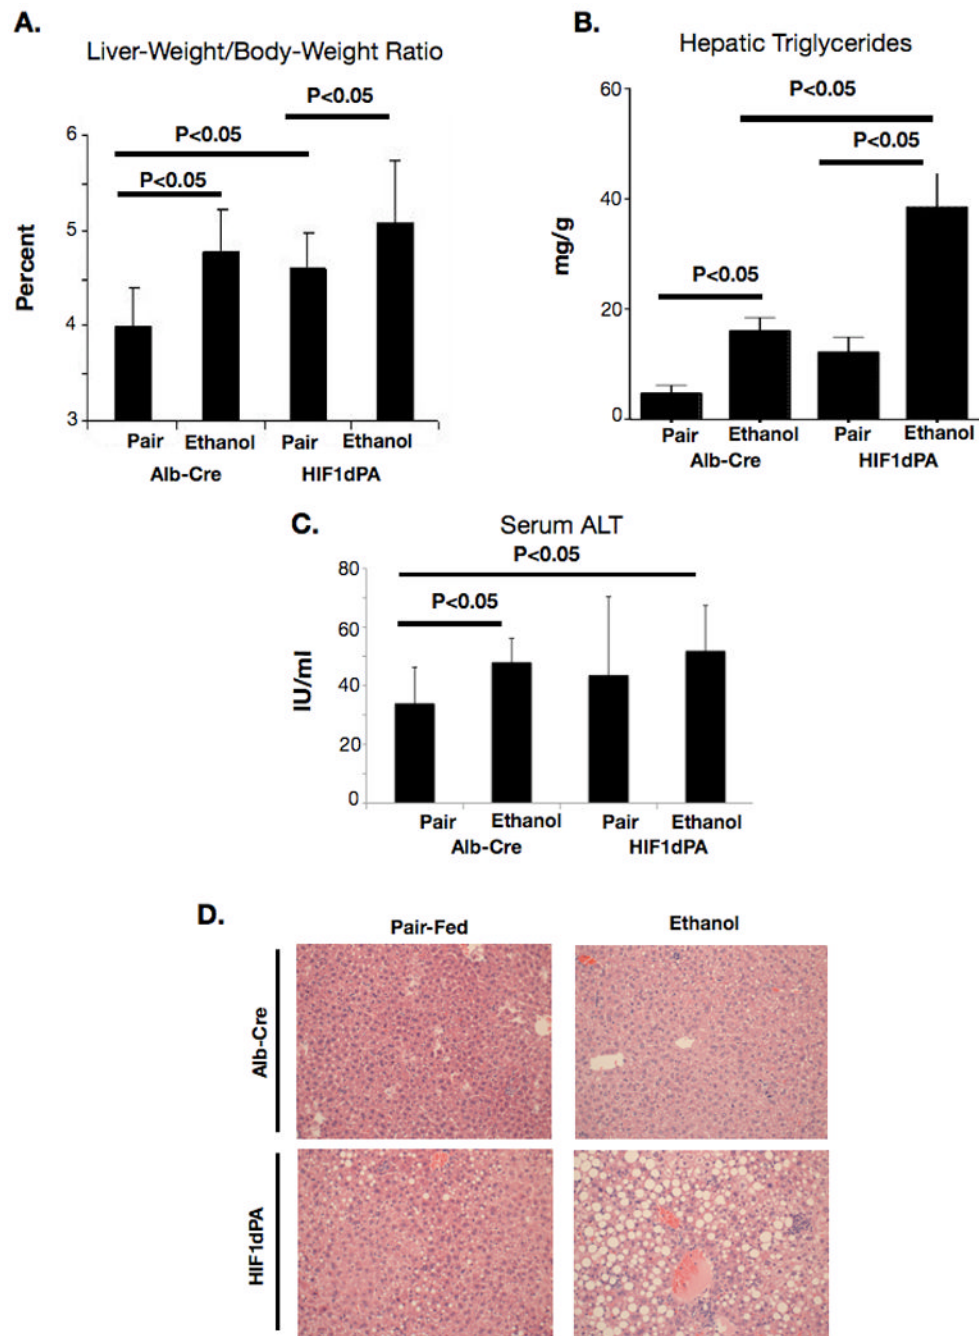 A.
Liver-Weight/Body-Weight Ratio
P<0.05
P<0.05
P<0.05
6
5
4
3
Percent
Pair Ethanol Pair Ethanol
Alb-Cre HIF1dPA
B.
Hepatic Triglycerides
P<0.05
P<0.05
P<0.05
60
40
20
0
mg/g
Pair Ethanol Pair Ethanol
Alb-Cre HIF1dPA
C.
Serum ALT
P<0.05
P<0.05
80
60
40
20
0
IU/ml
Pair Ethanol Pair Ethanol
Alb-Cre HIF1dPA
D.
Pair-Fed Ethanol
Alb-Cre
HIF1dPA